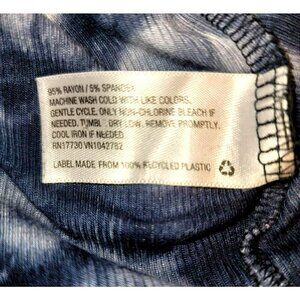 95% RAYON / 5% SPANDEX
MACHINE WASH COLD WITH LIKE COLORS,
GENTLE CYCLE. ONLY NON-CHLORINE BLEACH IF
NEEDED. TUMBLE DRY LOW. REMOVE PROMPTLY.
COOL IRON IF NEEDED
RN17730 VN1042782
LABEL MADE FROM 100% RECYCLED PLASTIC